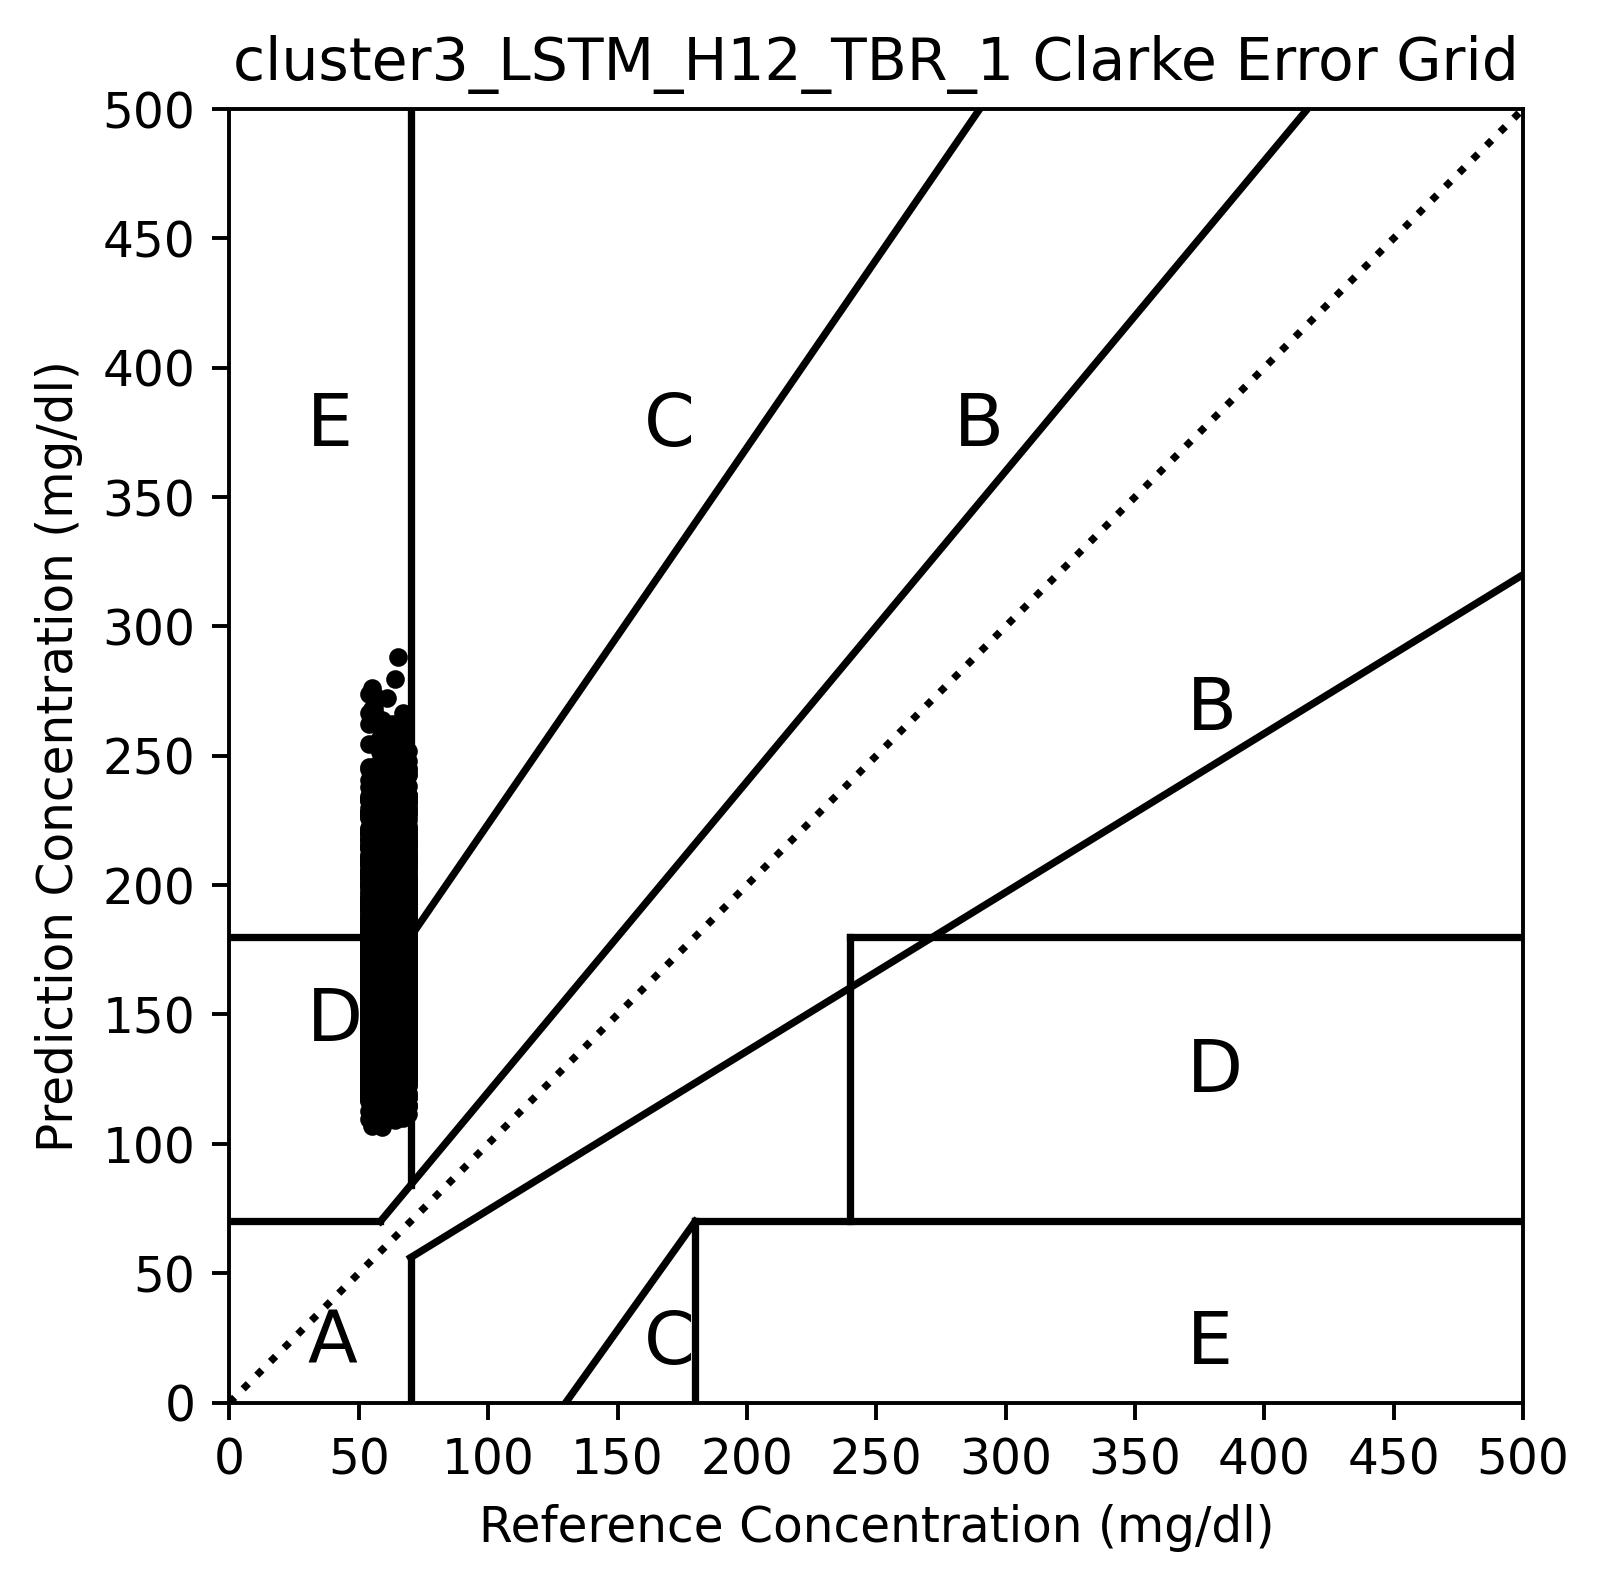 cluster3_LSTM_H12_TBR_1 Clarke Error Grid
500
450
400
350
300
250
200
150
100
50
0
Prediction Concentration (mg/dl)
E
C
B
B
D
D
A
C
E
0 50 100 150 200 250 300 350 400 450 500
Reference Concentration (mg/dl)